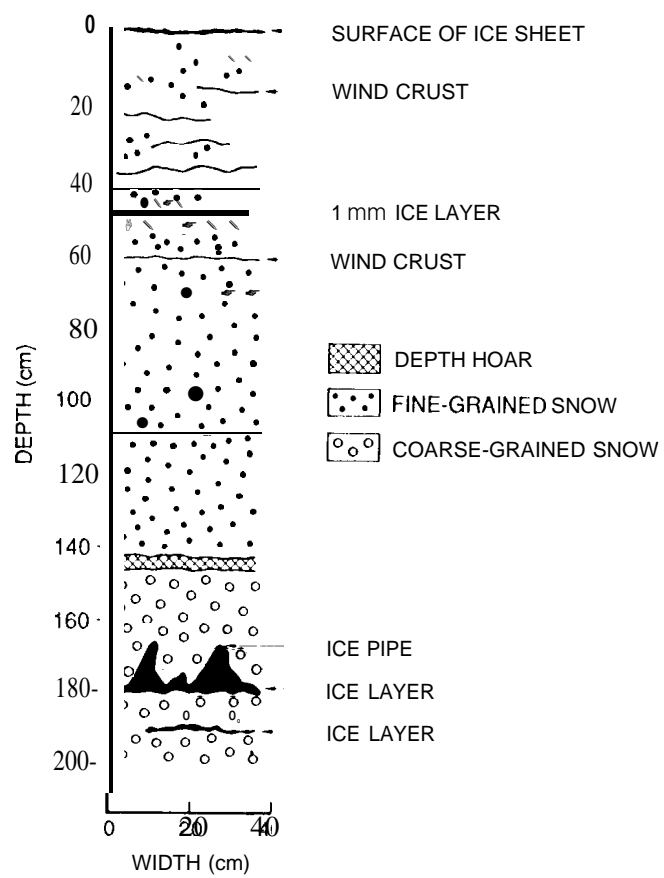 0
SURFACE OF ICE SHEET
WIND CRUST
20
40
1 mm ICE LAYER
60
WIND CRUST
80
DEPTH (cm)
DEPTH HOAR
100
FINE-GRAINED SNOW
COARSE-GRAINED SNOW
120
140
160
ICE PIPE
180-
ICE LAYER
ICE LAYER
200-
0 20 40
WIDTH (cm)